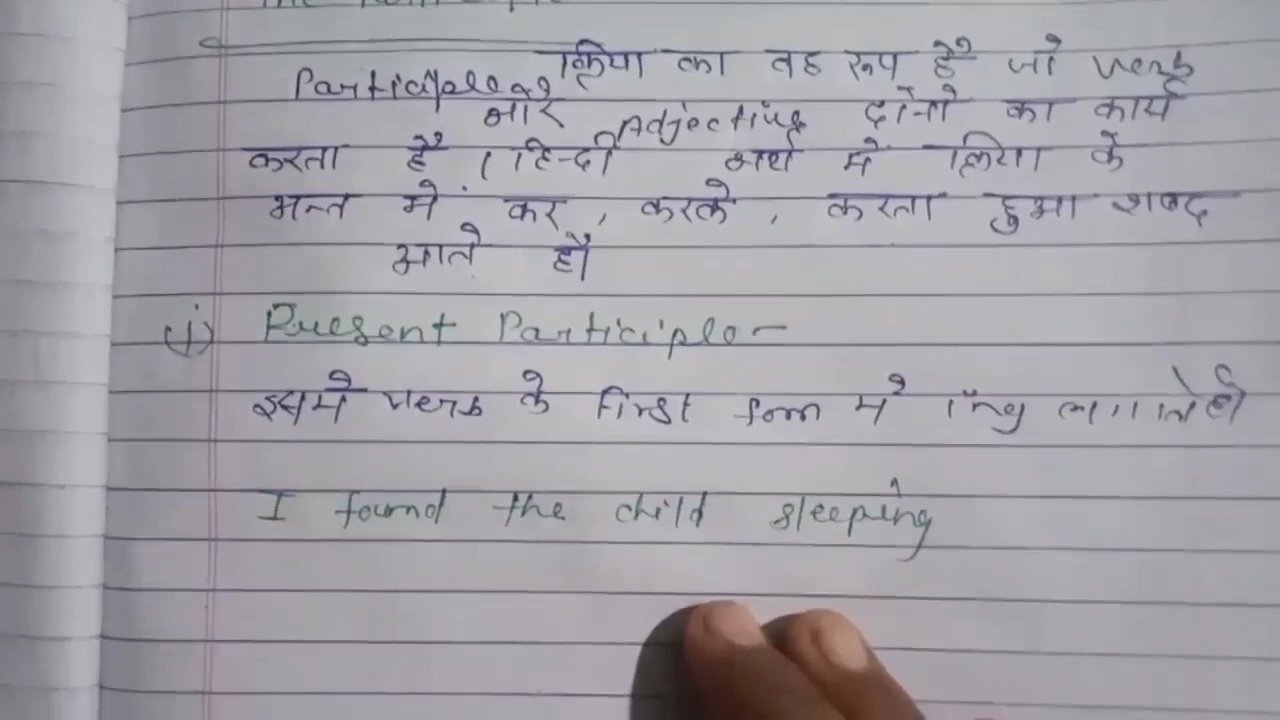 Participle क्रिया का वह रूप है जो verb
और Adjective दोनो का कार्य
करता है । हिन्दी अर्थ में क्रिया के
अन्त में कर , करके , करता हुआ शब्द
आते है।
(i) Present Participle -
इसमे verb के first form मे ing लगाते है
I found the child sleeping